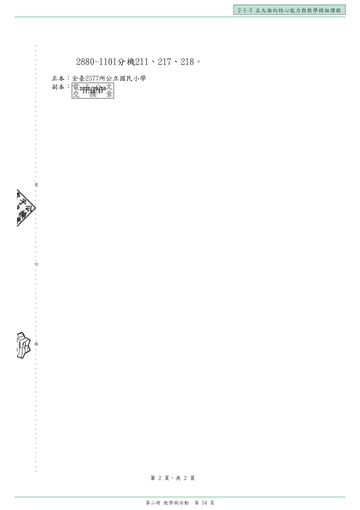 2-1-3 五大面向核心能力與教學模組課程
2880-1101分機211、217、218。
正本：全臺2577所公立國民小學
副本：
第 2 頁，共 2 頁
第二冊 教學與活動 第 54 頁